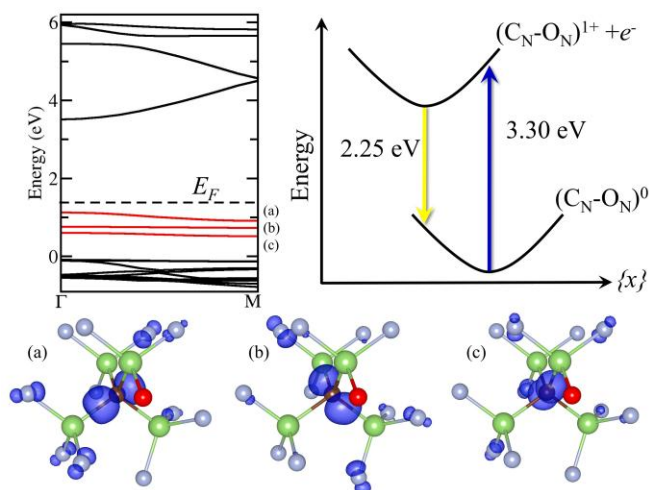 6
4
2
0
Energy (eV)
E_F
(a)
(b)
(c)
Γ
M
(C_N-O_N)^{1+} +e^-
2.25 eV
3.30 eV
(C_N-O_N)^0
Energy
{x}
(a)
(b)
(c)